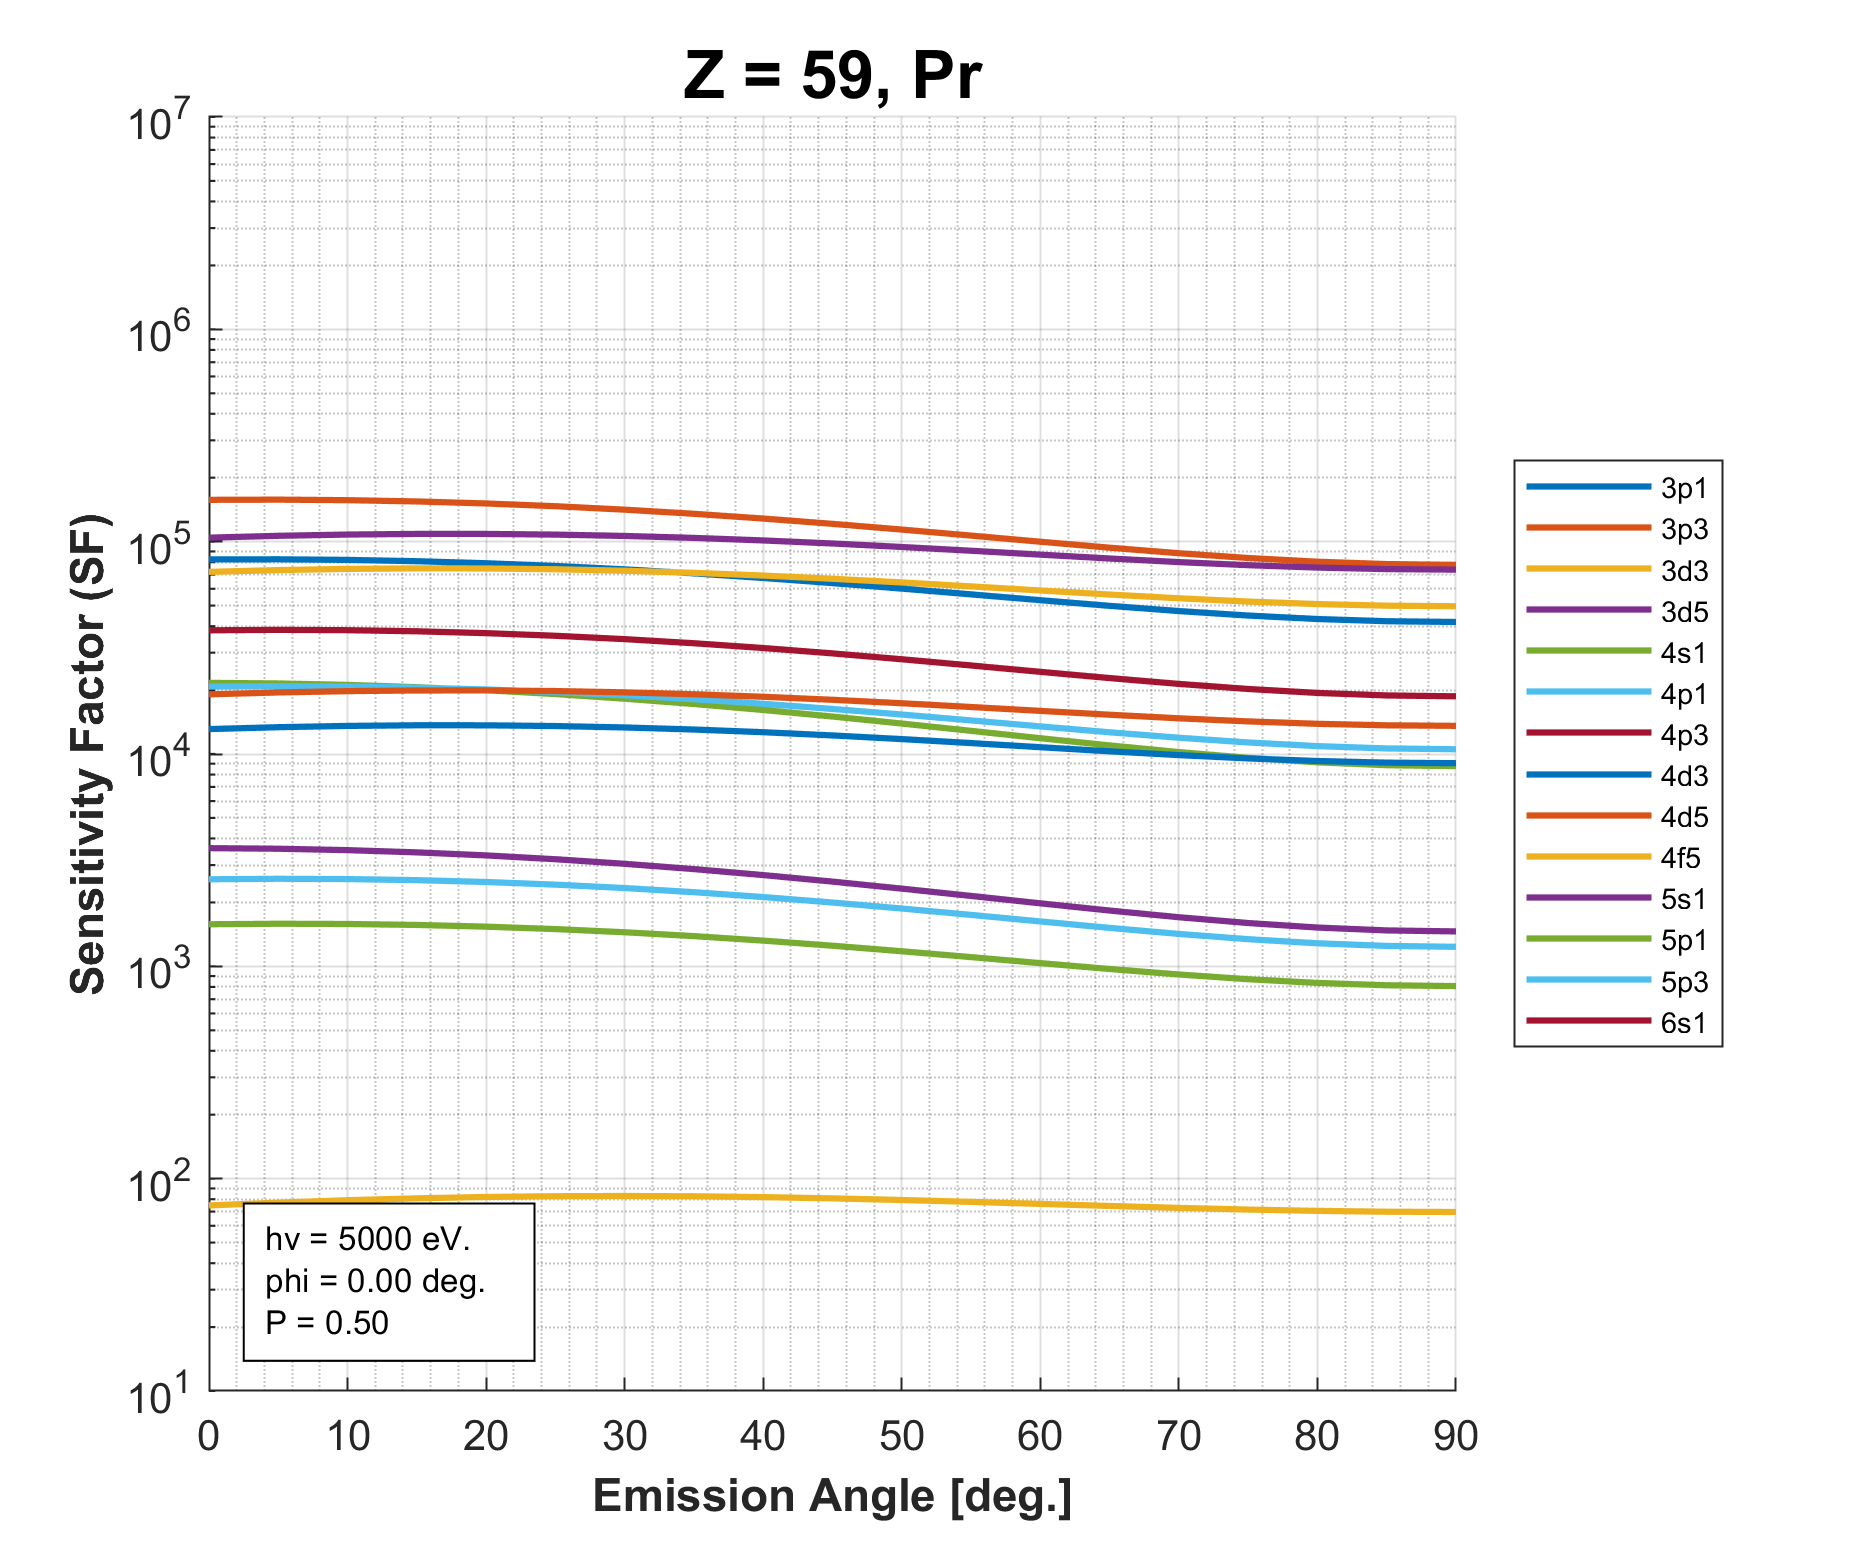 Z = 59, Pr
10^7
10^6
10^5
10^4
10^3
10^2
10^1
Sensitivity Factor (SF)
0 10 20 30 40 50 60 70 80 90
Emission Angle [deg.]
hv = 5000 eV.
phi = 0.00 deg.
P = 0.50
3p1
3p3
3d3
3d5
4s1
4p1
4p3
4d3
4d5
4f5
5s1
5p1
5p3
6s1